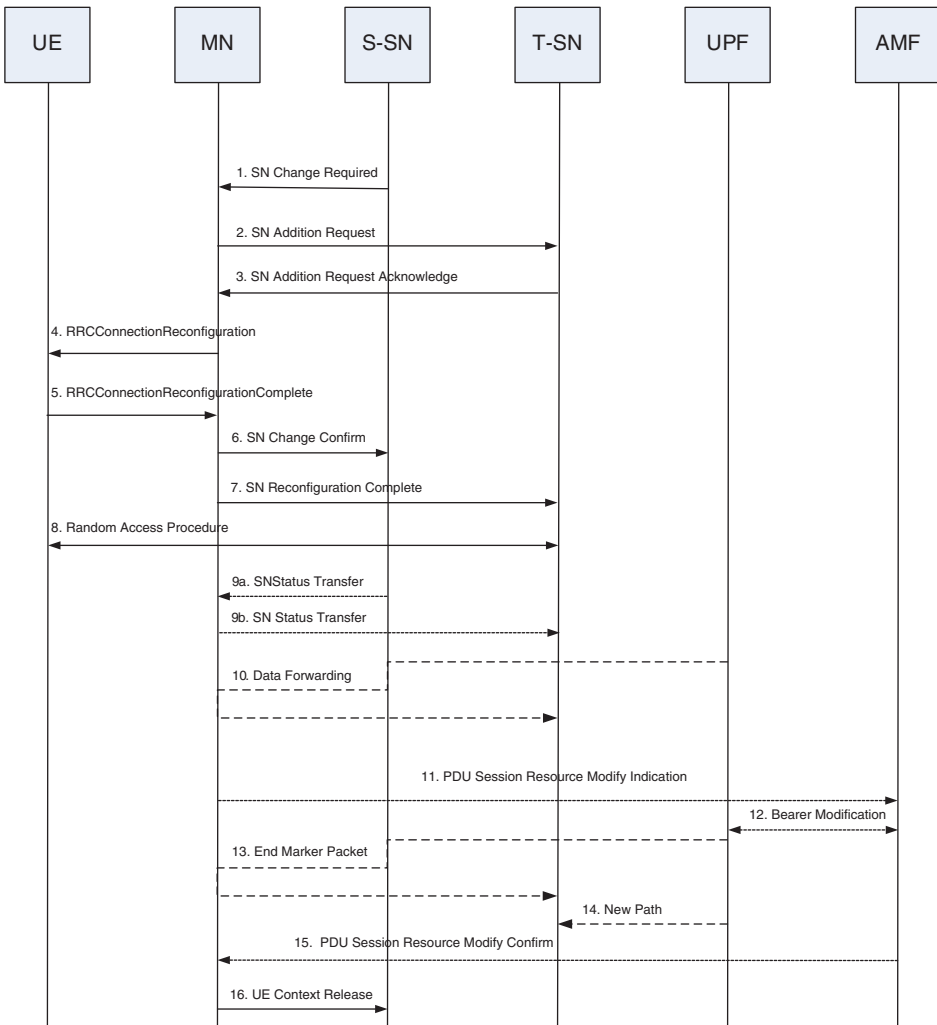 UE
MN
S-SN
T-SN
UPF
AMF
1. SN Change Required
2. SN Addition Request
3. SN Addition Request Acknowledge
4. RRCConnectionReconfiguration
5. RRCConnectionReconfigurationComplete
6. SN Change Confirm
7. SN Reconfiguration Complete
8. Random Access Procedure
9a. SNStatus Transfer
9b. SN Status Transfer
10. Data Forwarding
11. PDU Session Resource Modify Indication
12. Bearer Modification
13. End Marker Packet
14. New Path
15. PDU Session Resource Modify Confirm
16. UE Context Release